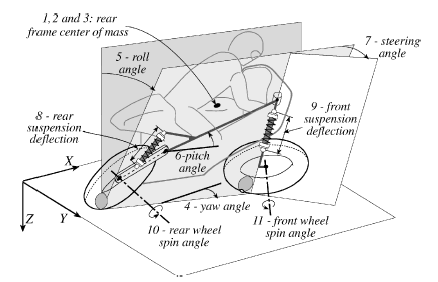 1, 2 and 3: rear
frame center of mass
7 - steering
angle
5 - roll
angle
8 - rear
suspension
deflection
9 - front
suspension
deflection
6-pitch
angle
X
Y
Z
4 - yaw angle
10 - rear wheel
spin angle
11 - front wheel
spin angle